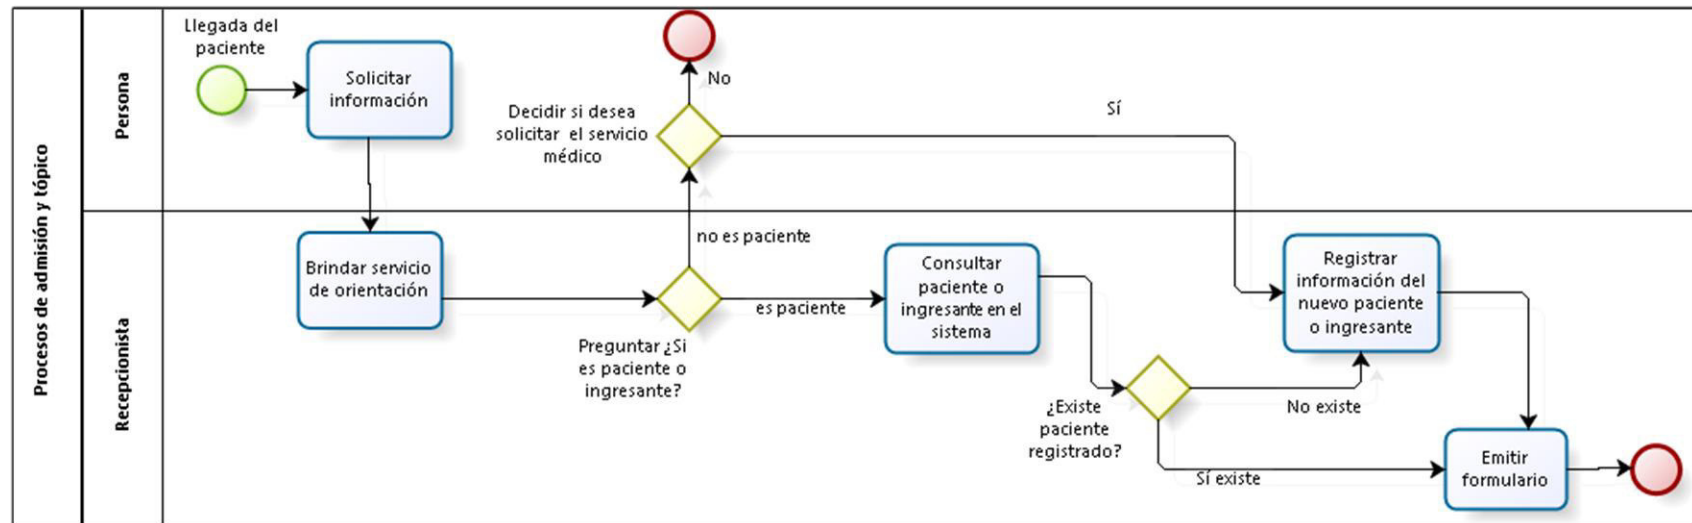 Procesos de admisión y tópico
Persona
Llegada del
paciente
Solicitar
información
Decidir si desea
solicitar el servicio
médico
No
Sí
Recepcionista
Brindar servicio
de orientación
no es paciente
Preguntar ¿Si
es paciente o
ingresante?
es paciente
Consultar
paciente o
ingresante en el
sistema
¿Existe
paciente
registrado?
No existe
Sí existe
Registrar
información del
nuevo paciente
o ingresante
Emitir
formulario